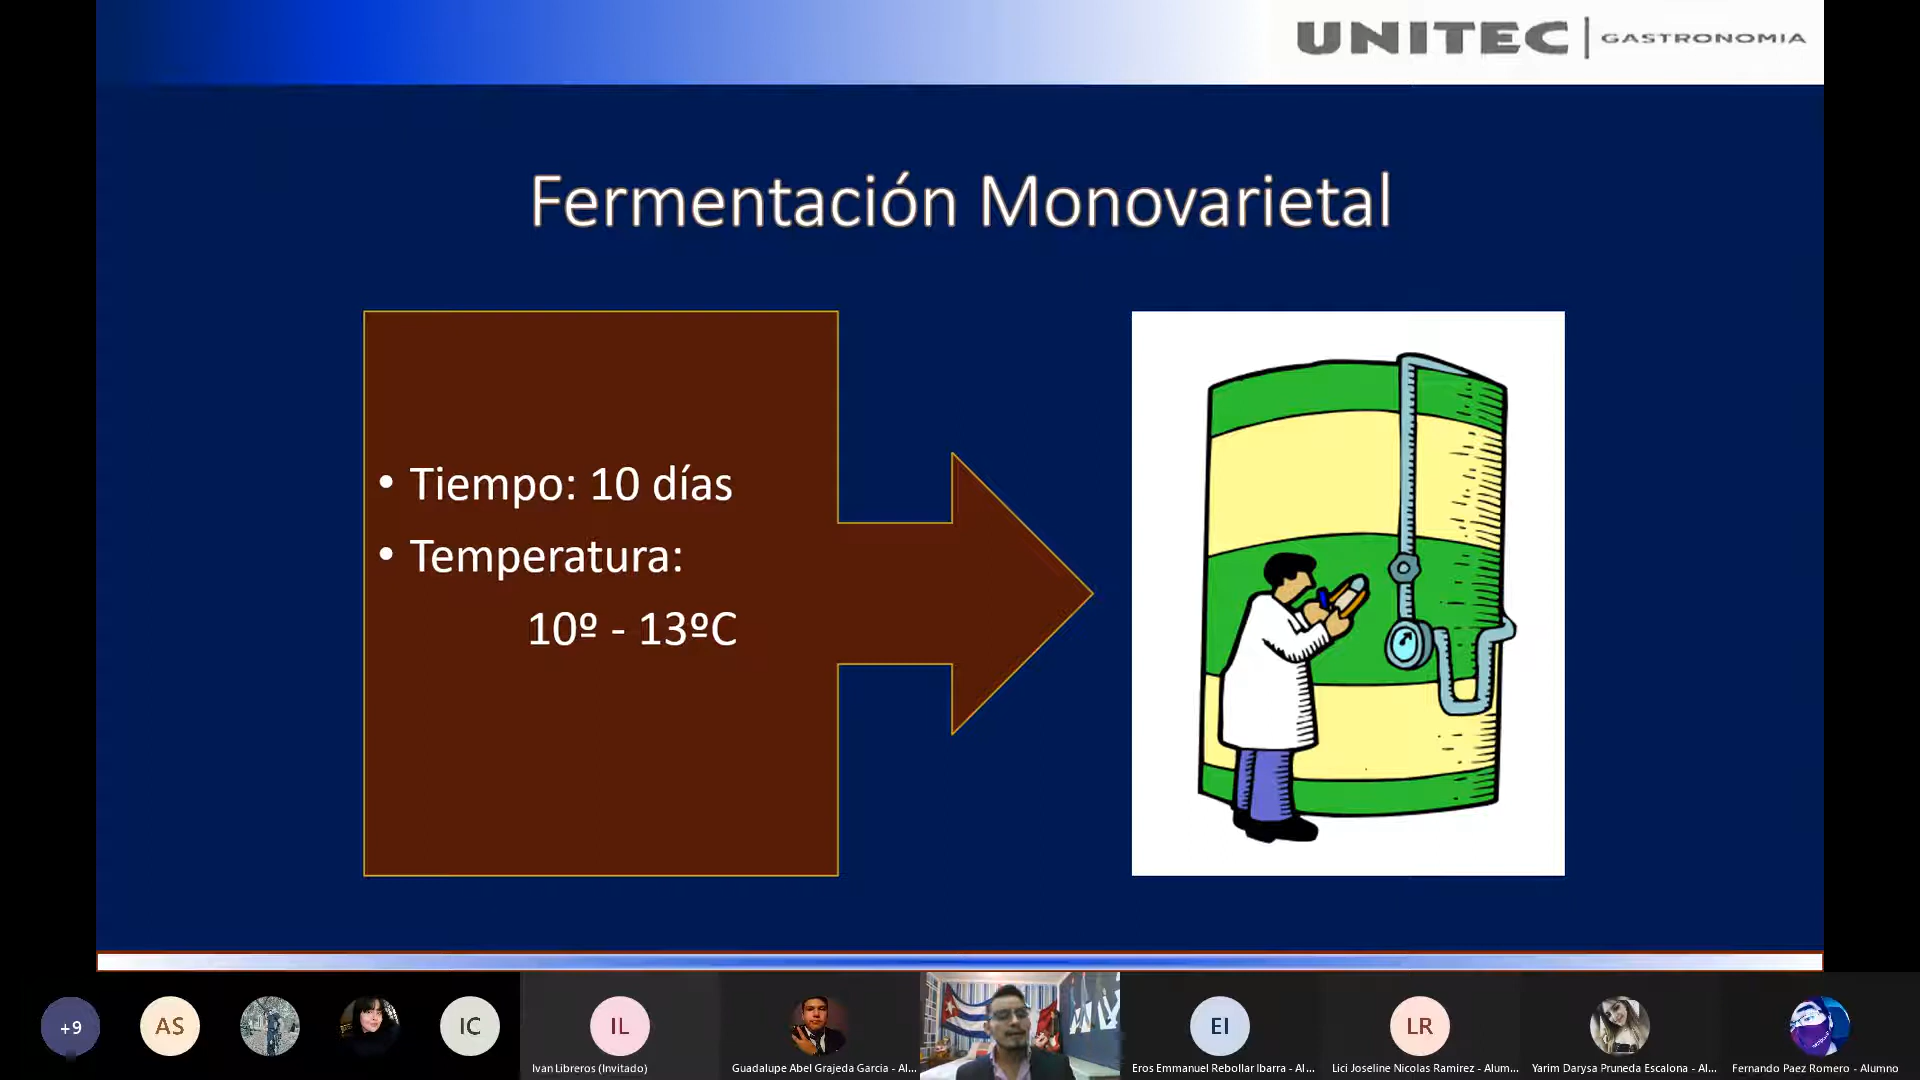 UNITEC | GASTRONOMIA
Fermentación Monovarietal
• Tiempo: 10 días
• Temperatura:
10º - 13ºC
+9
AS
IC
IL
EI
LR
Ivan Libreros (Invitado)
Guadalupe Abel Grajeda Garcia - Al...
Eros Emmanuel Rebollar Ibarra - Al...
Lici Joseline Nicolas Ramirez - Alum...
Yarim Darysa Pruneda Escalona - Al...
Fernando Paez Romero - Alumno